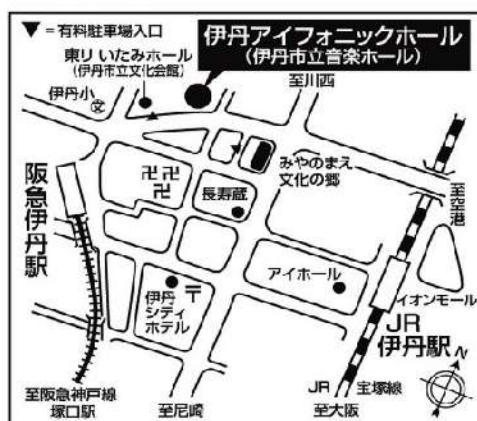 ▼=有料駐車場入口
伊丹アイフォニックホール
(伊丹市立音楽ホール)
東リ いたみホール
(伊丹市立文化会館)
至川西
伊丹小
文
みやのまえ
文化の郷
阪急伊丹駅
卍卍
卍
長寿蔵
至空港
アイホール
イオンモール
伊丹
シティ
ホテル
〒
JR
伊丹駅
N
至阪急神戸線
塚口駅
至尼崎
JR 宝塚線
至大阪